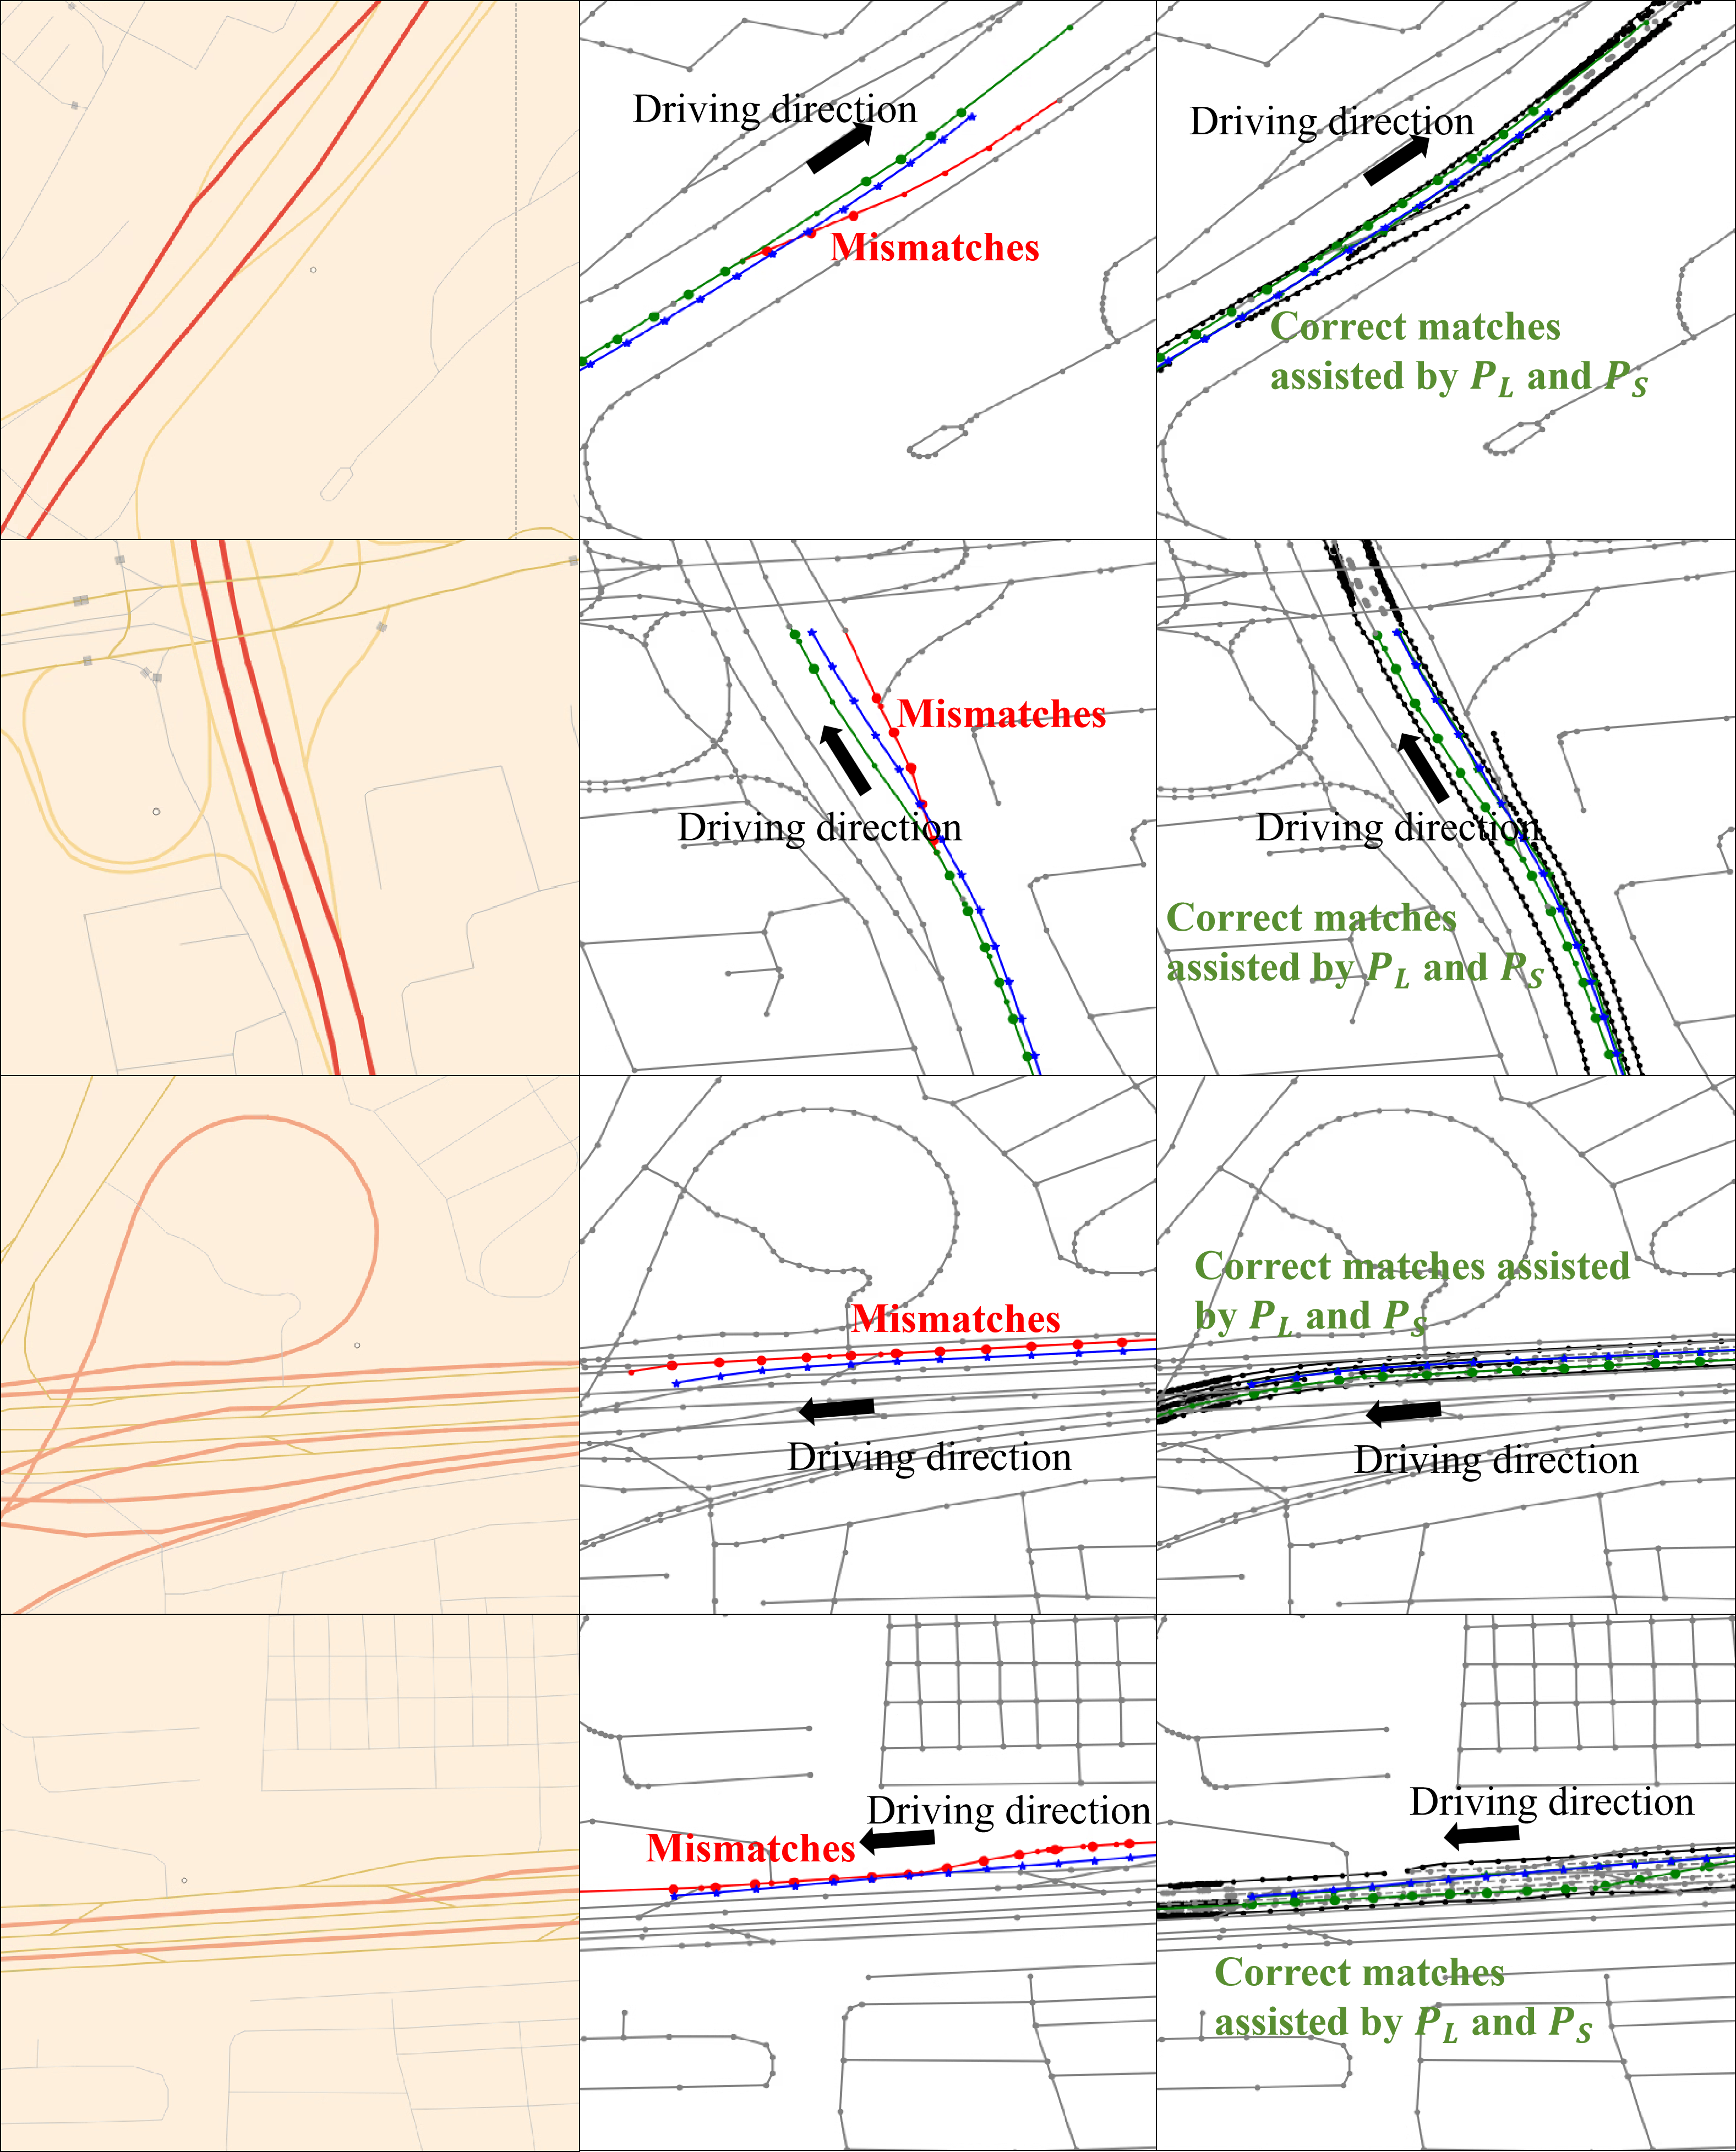 Driving direction
Mismatches
Driving direction
Correct matches
assisted by P_L and P_S
Mismatches
Driving direction
Driving direction
Correct matches
assisted by P_L and P_S
Mismatches
Driving direction
Correct matches assisted
by P_L and P_S
Driving direction
Driving direction
Mismatches
Driving direction
Correct matches
assisted by P_L and P_S